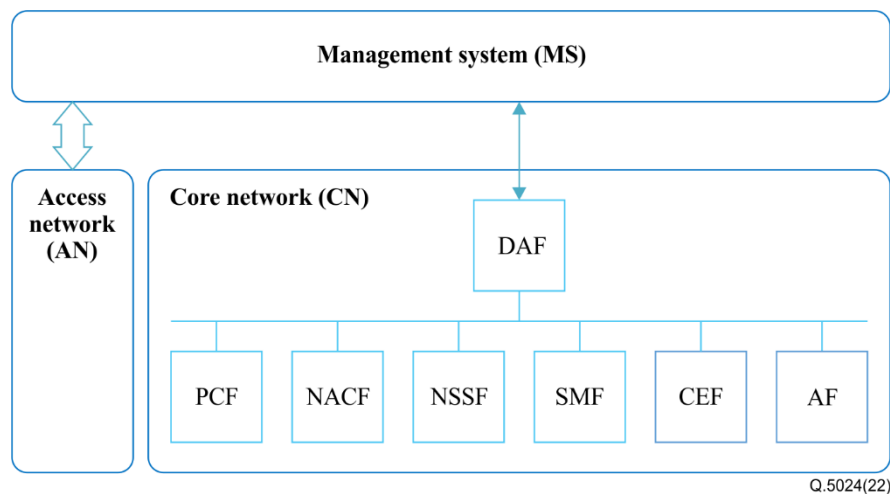 Management system (MS)
Access
network
(AN)
Core network (CN)
DAF
PCF
NACF
NSSF
SMF
CEF
AF
Q.5024(22)